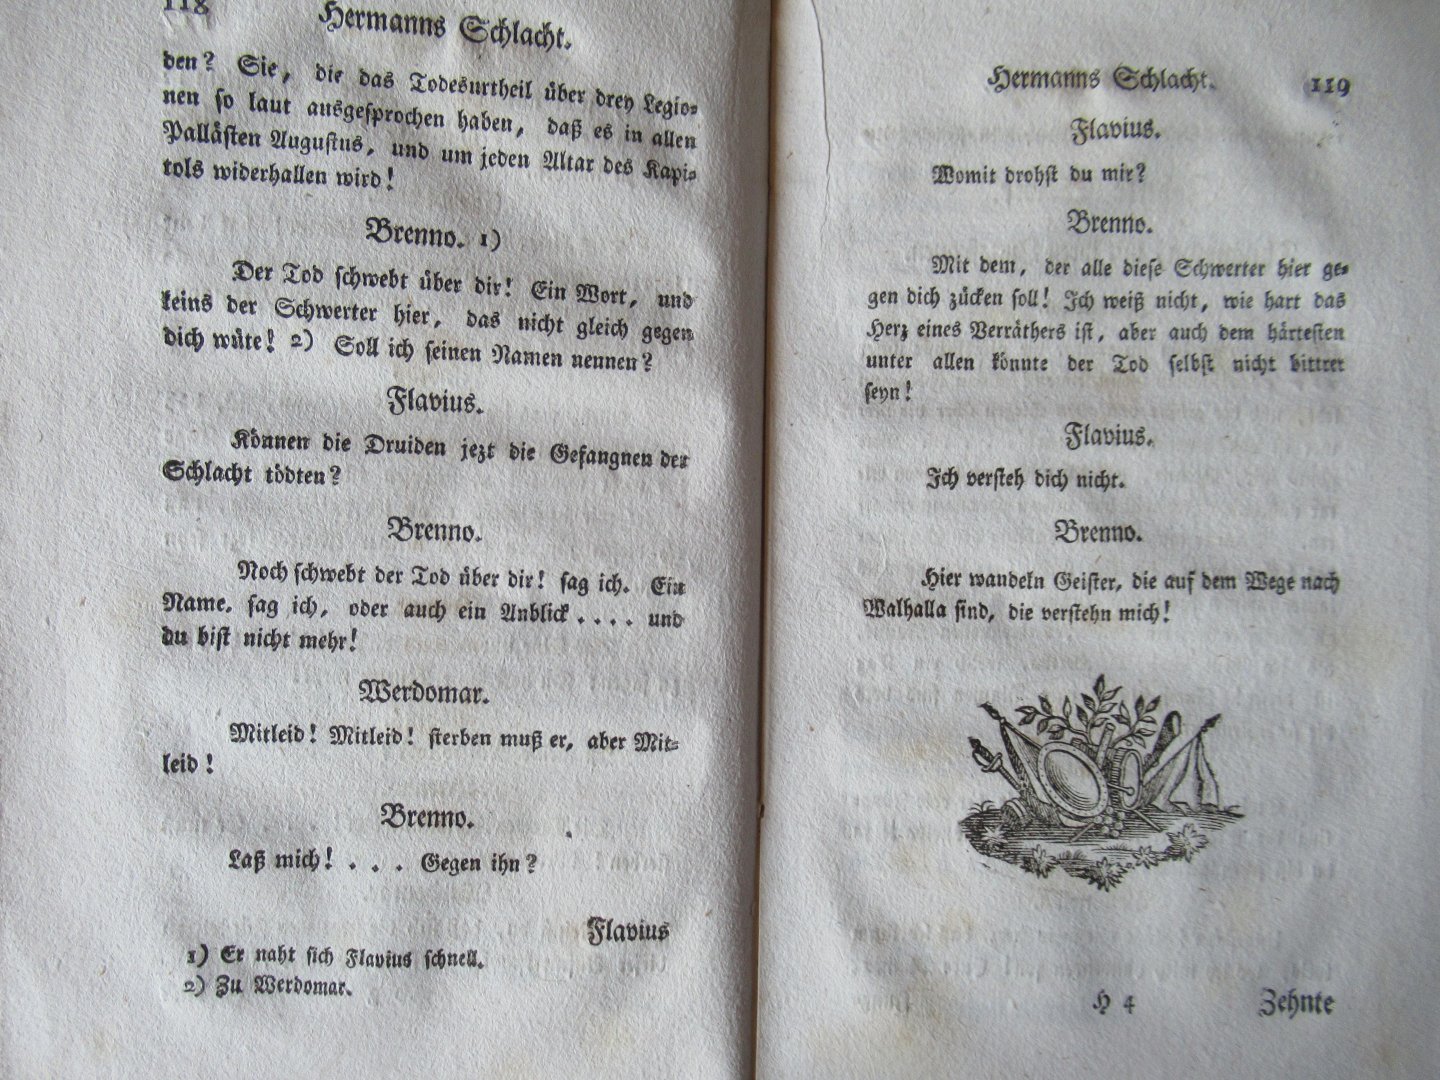 118 Hermanns Schlacht.
den? Sie, die das Todesurtheil über drey Legio-
nen so laut ausgesprochen haben, daß es in allen
Pallästen Augustus, und um jeden Altar des Kapi-
tols widerhallen wird!
Brenno. 1)
Der Tod schwebt über dir! Ein Wort, und
keins der Schwerter hier, das nicht gleich gegen
dich wüte! 2) Soll ich seinen Namen nennen?
Flavius.
Können die Druiden jezt die Gefangnen der
Schlacht tödten?
Brenno.
Noch schwebt der Tod über dir! sag ich. Ein
Name, sag ich, oder auch ein Anblick .... und
du bist nicht mehr!
Werdomar.
Mitleid! Mitleid! sterben muß er, aber Mit-
leid!
Brenno.
Laß mich! ... Gegen ihn?
Flavius
1) Er naht sich Flavius schnell.
2) Zu Werdomar.
Hermanns Schlacht. 119
Flavius.
Womit drohst du mir?
Brenno.
Mit dem, der alle diese Schwerter hier ge-
gen dich zücken soll! Ich weiß nicht, wie hart das
Herz eines Verräthers ist, aber auch dem härtesten
unter allen könnte der Tod selbst nicht bittrer
seyn!
Flavius.
Ich versteh dich nicht.
Brenno.
Hier wandeln Geister, die auf dem Wege nach
Walhalla sind, die verstehn mich!
H 4 Zehnte